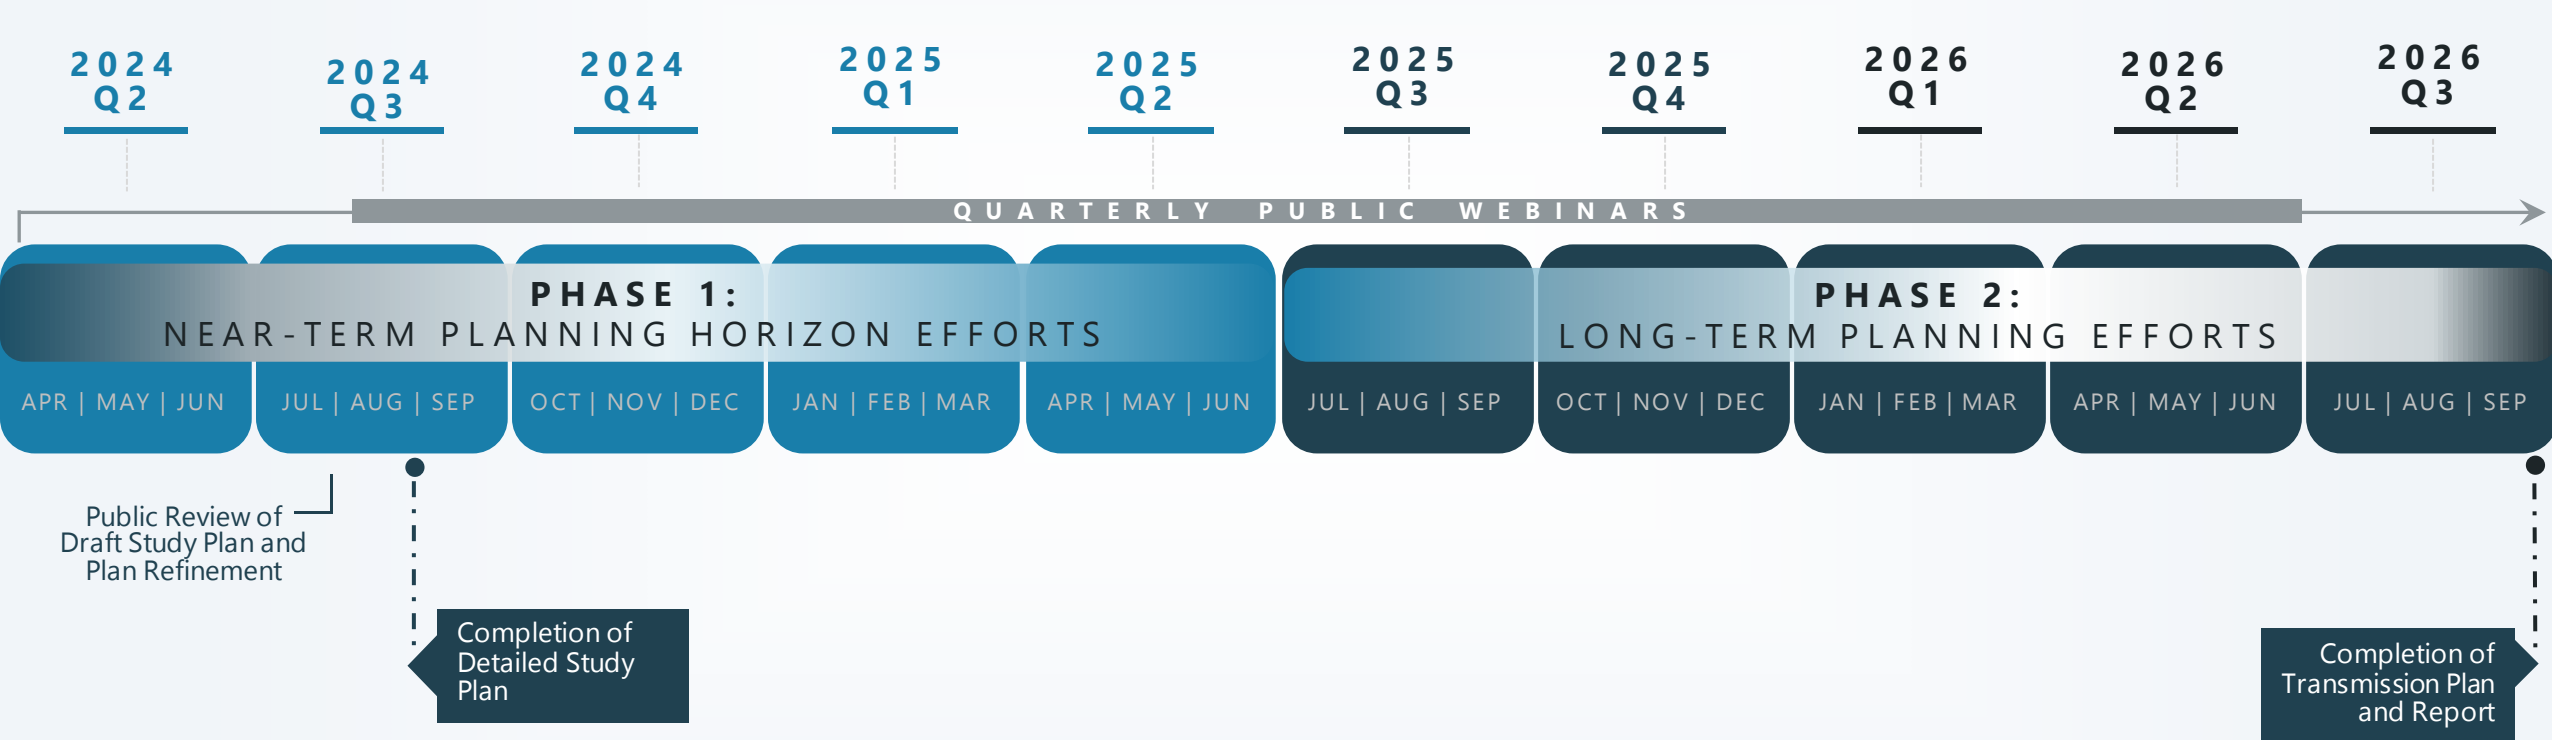 2024
Q2
2024
Q3
2024
Q4
2025
Q1
2025
Q2
2025
Q3
2025
Q4
2026
Q1
2026
Q2
2026
Q3
QUARTERLY PUBLIC WEBINARS
PHASE 1:
NEAR-TERM PLANNING HORIZON EFFORTS
PHASE 2:
LONG-TERM PLANNING EFFORTS
APR | MAY | JUN
JUL | AUG | SEP
OCT | NOV | DEC
JAN | FEB | MAR
APR | MAY | JUN
JUL | AUG | SEP
OCT | NOV | DEC
JAN | FEB | MAR
APR | MAY | JUN
JUL | AUG | SEP
Public Review of
Draft Study Plan and
Plan Refinement
Completion of
Detailed Study
Plan
Completion of
Transmission Plan
and Report